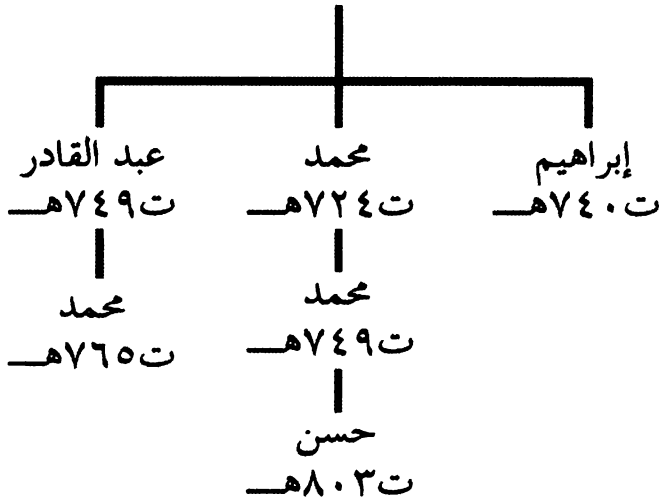 إبراهيم
ت٧٤٠هـ
محمد
ت٧٢٤هـ
عبد القادر
ت٧٤٩هـ
محمد
ت٧٤٩هـ
محمد
ت٧٦٥هـ
حسن
ت٨٠٣هـ